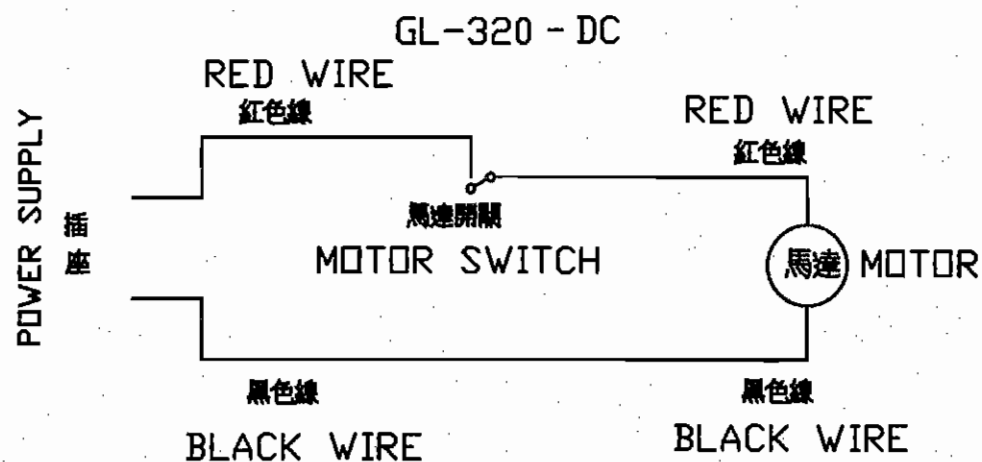 GL-320 - DC
RED WIRE
紅色線
RED WIRE
紅色線
POWER SUPPLY
插座
馬達開關
MOTOR SWITCH
馬達
MOTOR
黑色線
BLACK WIRE
黑色線
BLACK WIRE